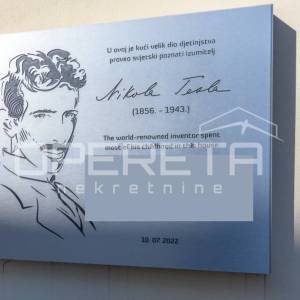 U ovoj je kući velik dio djetinjstva
proveo svjetski poznati izumitelj
Nikola Tesla
(1856. - 1943.)
The world-renowned inventor spent
most of his childhood in this house.
OPERETA
nekretnine
10. 07. 2022.